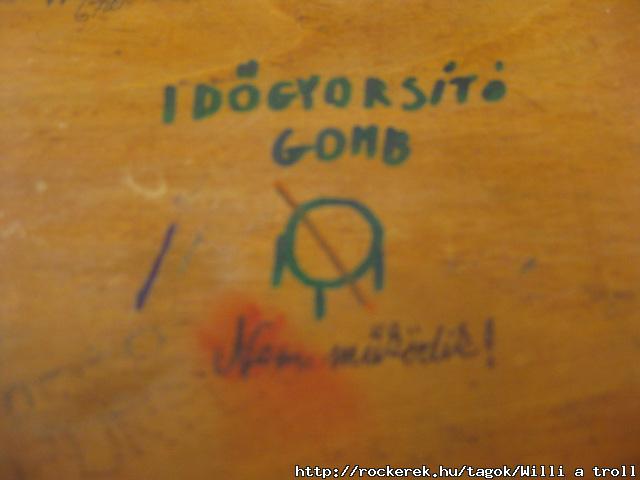 IDŐGYORSÍTÓ
GOMB
Nem működik!
http://rockerek.hu/tagok/Willi a troll